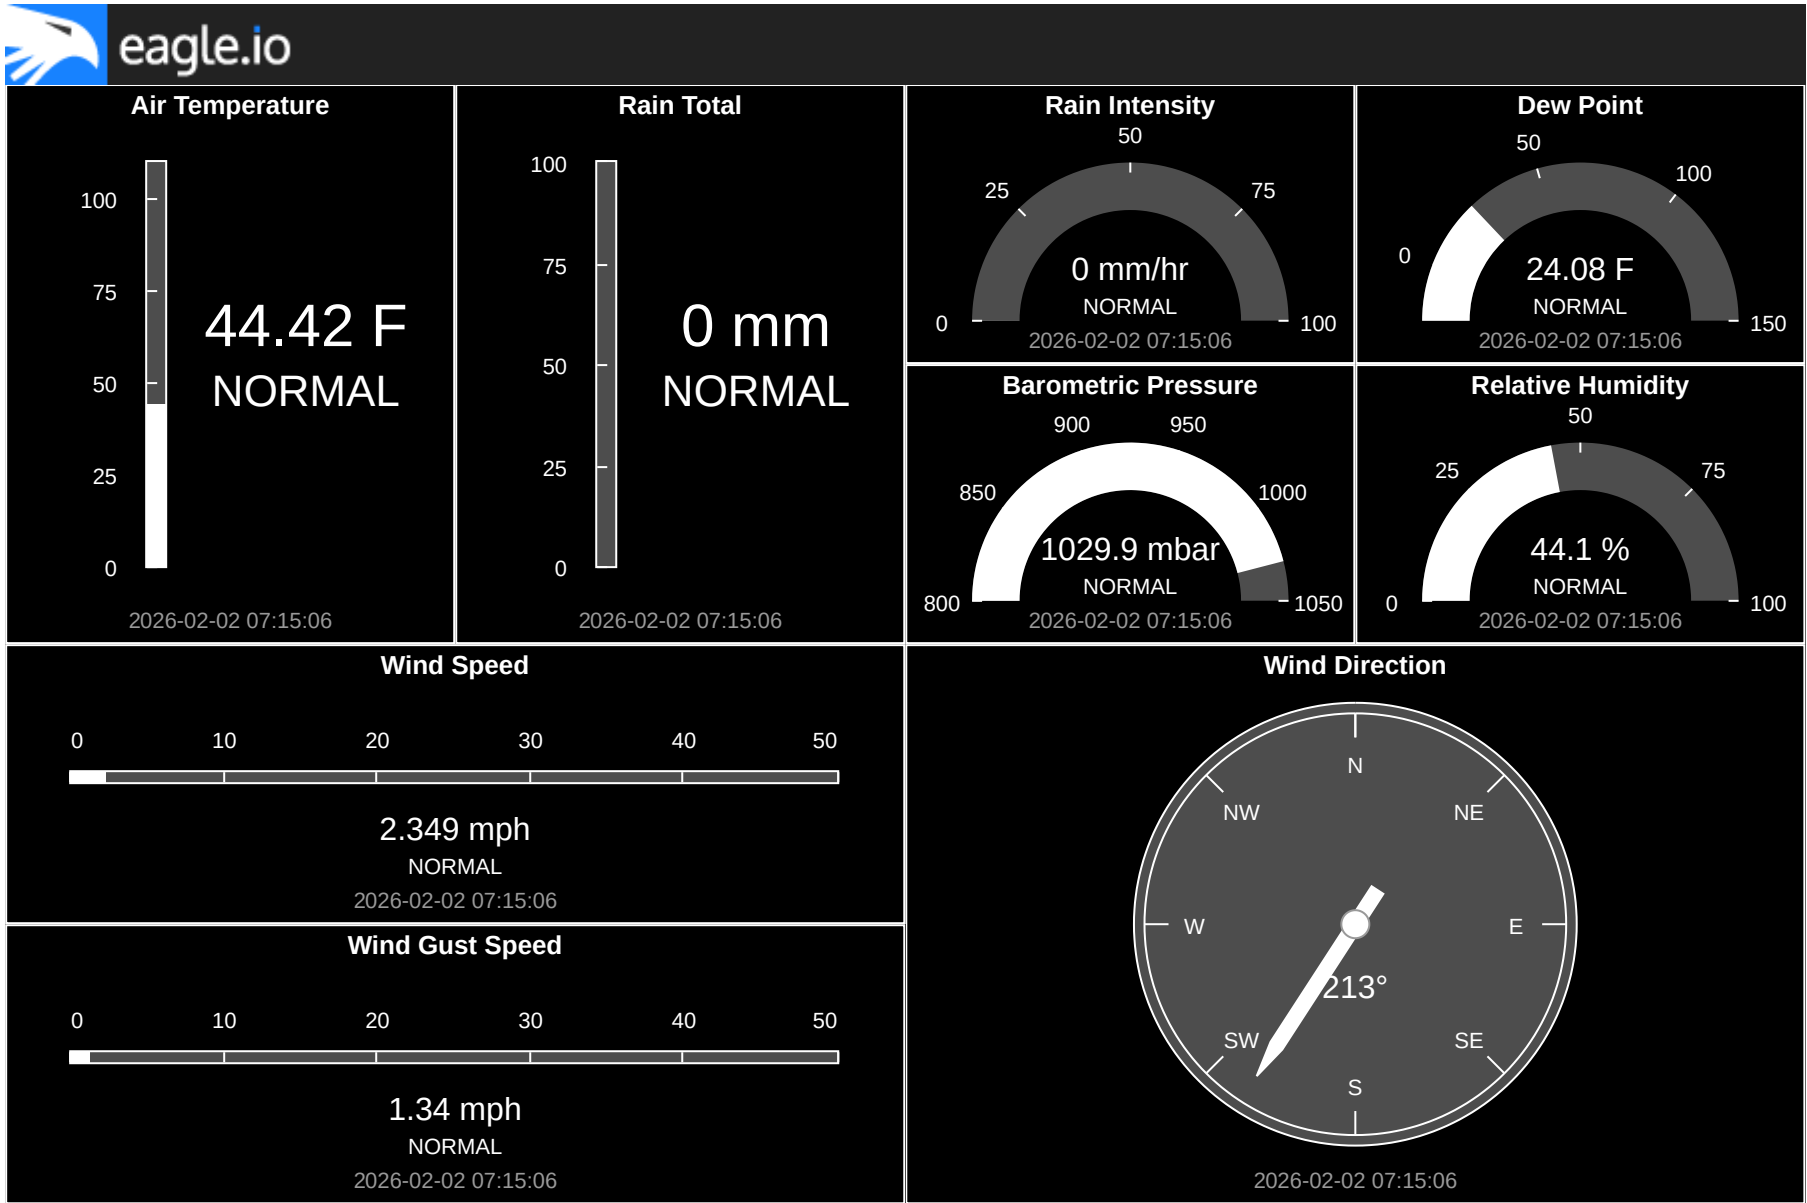 eagle.io
Air Temperature
100
75
50
25
0
44.42 F
NORMAL
2026-02-02 07:15:06
Rain Total
100
75
50
25
0
0 mm
NORMAL
2026-02-02 07:15:06
Rain Intensity
50
25
75
0
100
0 mm/hr
NORMAL
2026-02-02 07:15:06
Dew Point
50
100
0
150
24.08 F
NORMAL
2026-02-02 07:15:06
Barometric Pressure
900
950
850
1000
800
1050
1029.9 mbar
NORMAL
2026-02-02 07:15:06
Relative Humidity
50
25
75
0
100
44.1 %
NORMAL
2026-02-02 07:15:06
Wind Speed
0 10 20 30 40 50
2.349 mph
NORMAL
2026-02-02 07:15:06
Wind Gust Speed
0 10 20 30 40 50
1.34 mph
NORMAL
2026-02-02 07:15:06
Wind Direction
N
NW
NE
W
E
213°
SW
SE
S
2026-02-02 07:15:06